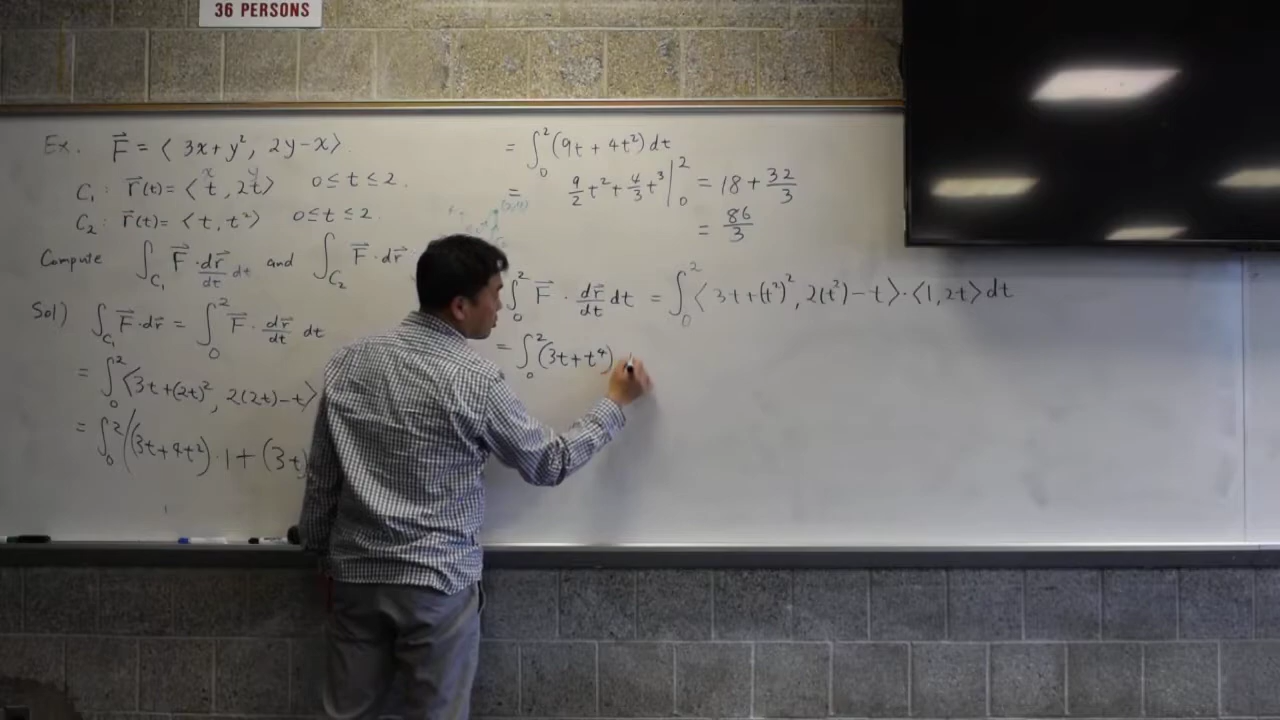 36 PERSONS
Ex. F⃗ = ⟨ 3x+y², 2y−x⟩.
x y
C₁: r⃗(t) = ⟨ t, 2t⟩ 0≤t≤2.
C₂: r⃗(t) = ⟨t, t²⟩ 0≤t≤2.
Compute ∫_C₁ F⃗ · dr⃗/dt dt and ∫_C₂ F⃗ · dr⃗
Sol) ∫_C₁ F⃗ · dr⃗ = ∫₀² F⃗ · dr⃗/dt dt
= ∫₀² ⟨3t+(2t)², 2(2t)−t⟩
= ∫₀² ((3t+4t²)·1+(3t)
= ∫₀² (9t + 4t²) dt
= 9/2 t² + 4/3 t³ |₀² = 18 + 32/3
= 86/3
∫₀² F⃗ · dr⃗/dt dt = ∫₀² ⟨ 3t+(t²)², 2(t²)−t ⟩·⟨1, 2t⟩ dt
= ∫₀² (3t+t⁴)